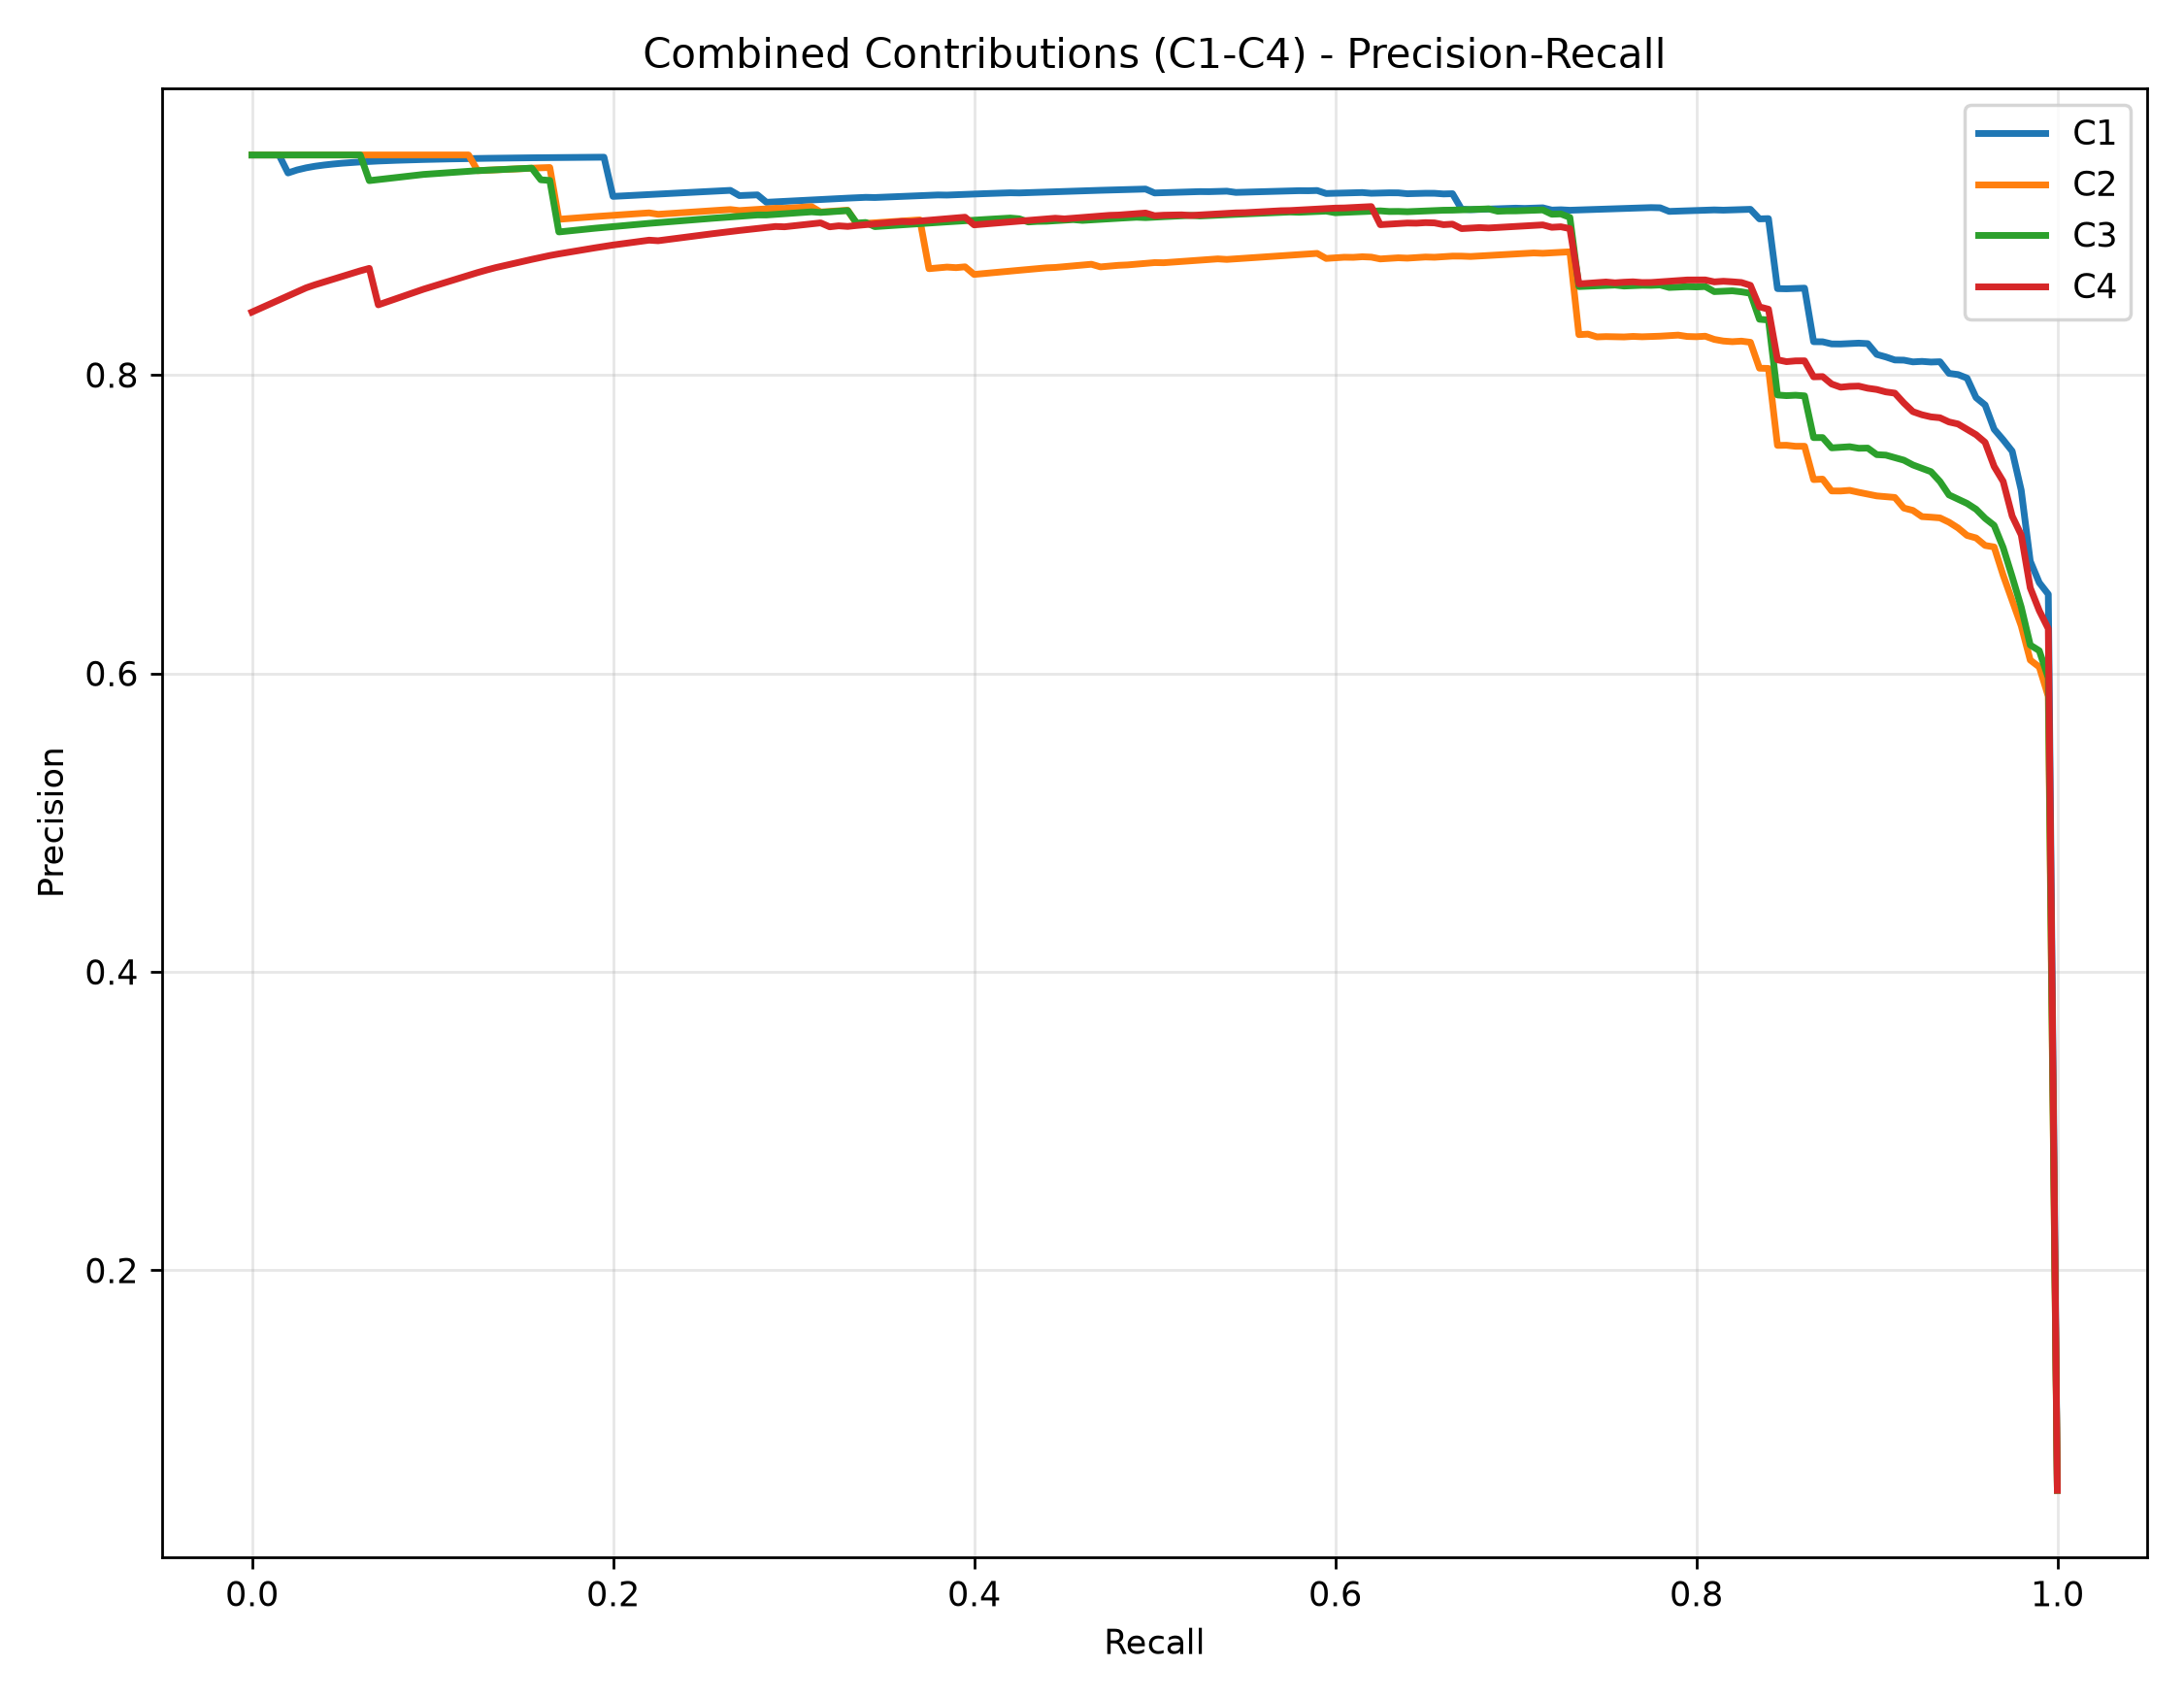 Combined Contributions (C1-C4) - Precision-Recall
C1
C2
C3
C4
0.8
0.6
0.4
0.2
Precision
0.0
0.2
0.4
0.6
0.8
1.0
Recall